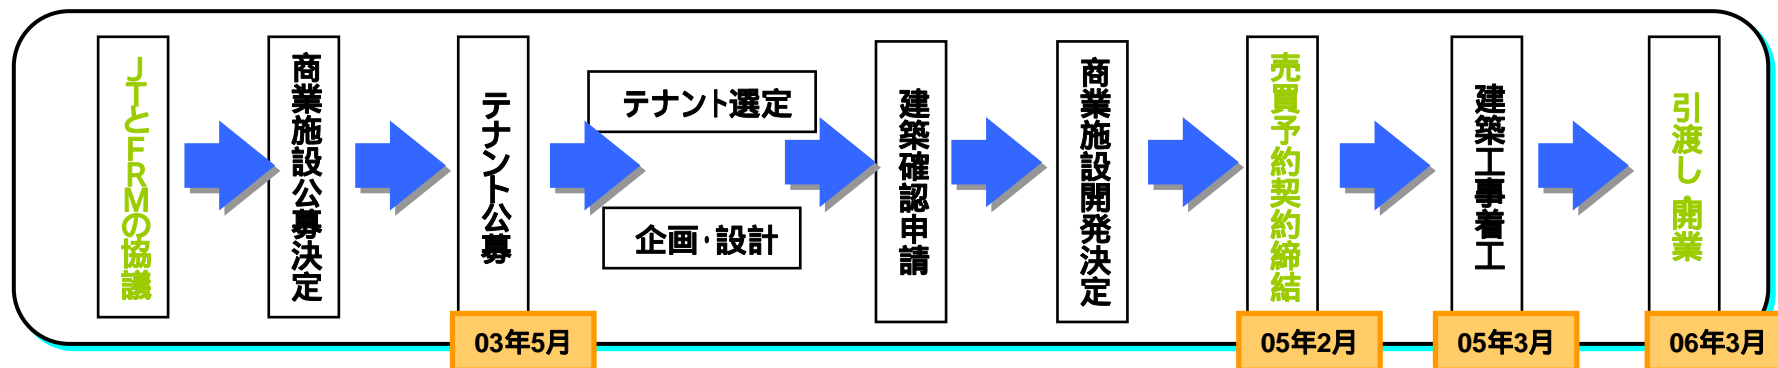 JTとFRMの協議
商業施設公募決定
テナント公募
03年5月
テナント選定
企画・設計
建築確認申請
商業施設開発決定
売買予約契約締結
05年2月
建築工事着工
05年3月
引渡し・開業
06年3月